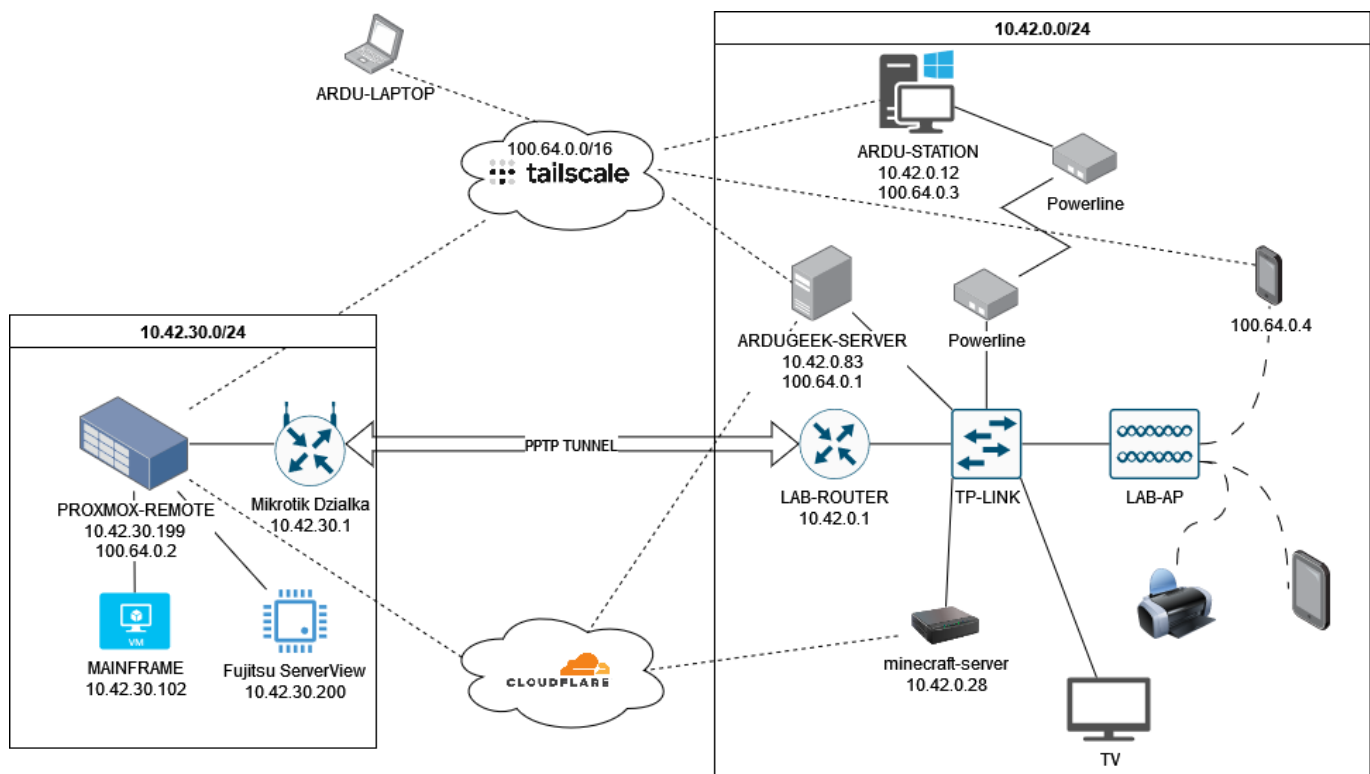 10.42.0.0/24
ARDU-LAPTOP
100.64.0.0/16
tailscale
ARDU-STATION
10.42.0.12
100.64.0.3
Powerline
100.64.0.4
10.42.30.0/24
ARDUGEEK-SERVER
10.42.0.83
100.64.0.1
Powerline
PPTP TUNNEL
PROXMOX-REMOTE
10.42.30.199
100.64.0.2
Mikrotik Dzialka
10.42.30.1
LAB-ROUTER
10.42.0.1
TP-LINK
LAB-AP
VM
MAINFRAME
10.42.30.102
Fujitsu ServerView
10.42.30.200
CLOUDFLARE
minecraft-server
10.42.0.28
TV